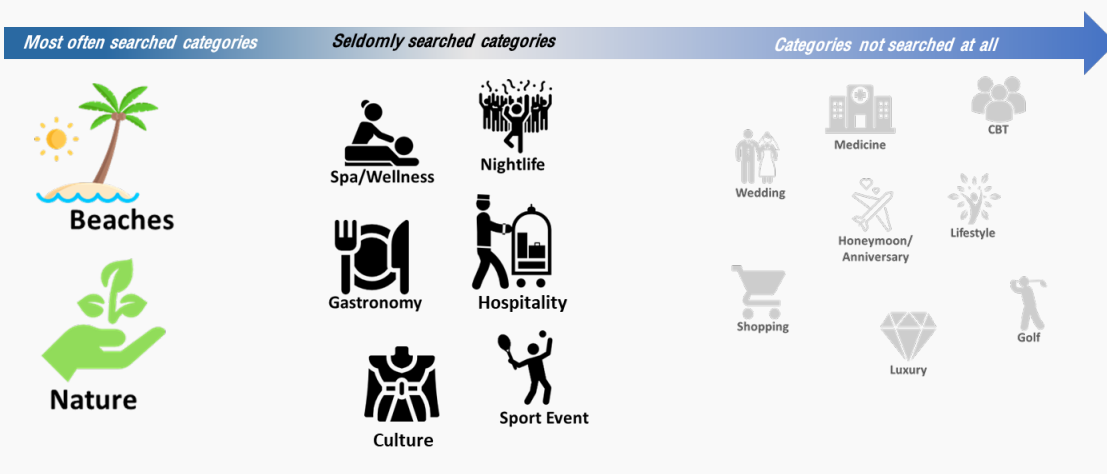 Most often searched categories
Seldomly searched categories
Categories not searched at all
Beaches
Nature
Spa/Wellness
Nightlife
Gastronomy
Hospitality
Culture
Sport Event
Medicine
CBT
Wedding
Honeymoon/
Anniversary
Lifestyle
Shopping
Luxury
Golf